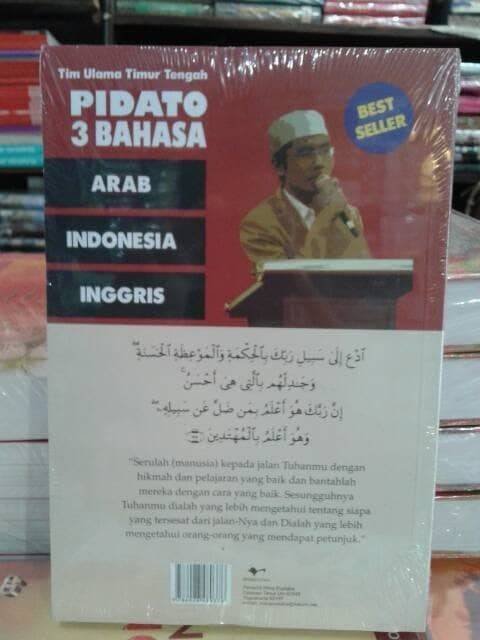 Tim Ulama Timur Tengah
PIDATO
3 BAHASA
BEST
SELLER
ARAB
INDONESIA
INGGRIS
ٱدْعُ إِلَىٰ سَبِيلِ رَبِّكَ بِٱلْحِكْمَةِ وَٱلْمَوْعِظَةِ ٱلْحَسَنَةِ ۖ
وَجَـٰدِلْهُم بِٱلَّتِى هِىَ أَحْسَنُ ۚ
إِنَّ رَبَّكَ هُوَ أَعْلَمُ بِمَن ضَلَّ عَن سَبِيلِهِۦ ۖ
وَهُوَ أَعْلَمُ بِٱلْمُهْتَدِينَ
"Serulah (manusia) kepada jalan Tuhanmu dengan
hikmah dan pelajaran yang baik dan bantahlah
mereka dengan cara yang baik. Sesungguhnya
Tuhanmu dialah yang lebih mengetahui tentang siapa
yang tersesat dari jalan-Nya dan Dialah yang lebih
mengetahui orang-orang yang mendapat petunjuk."